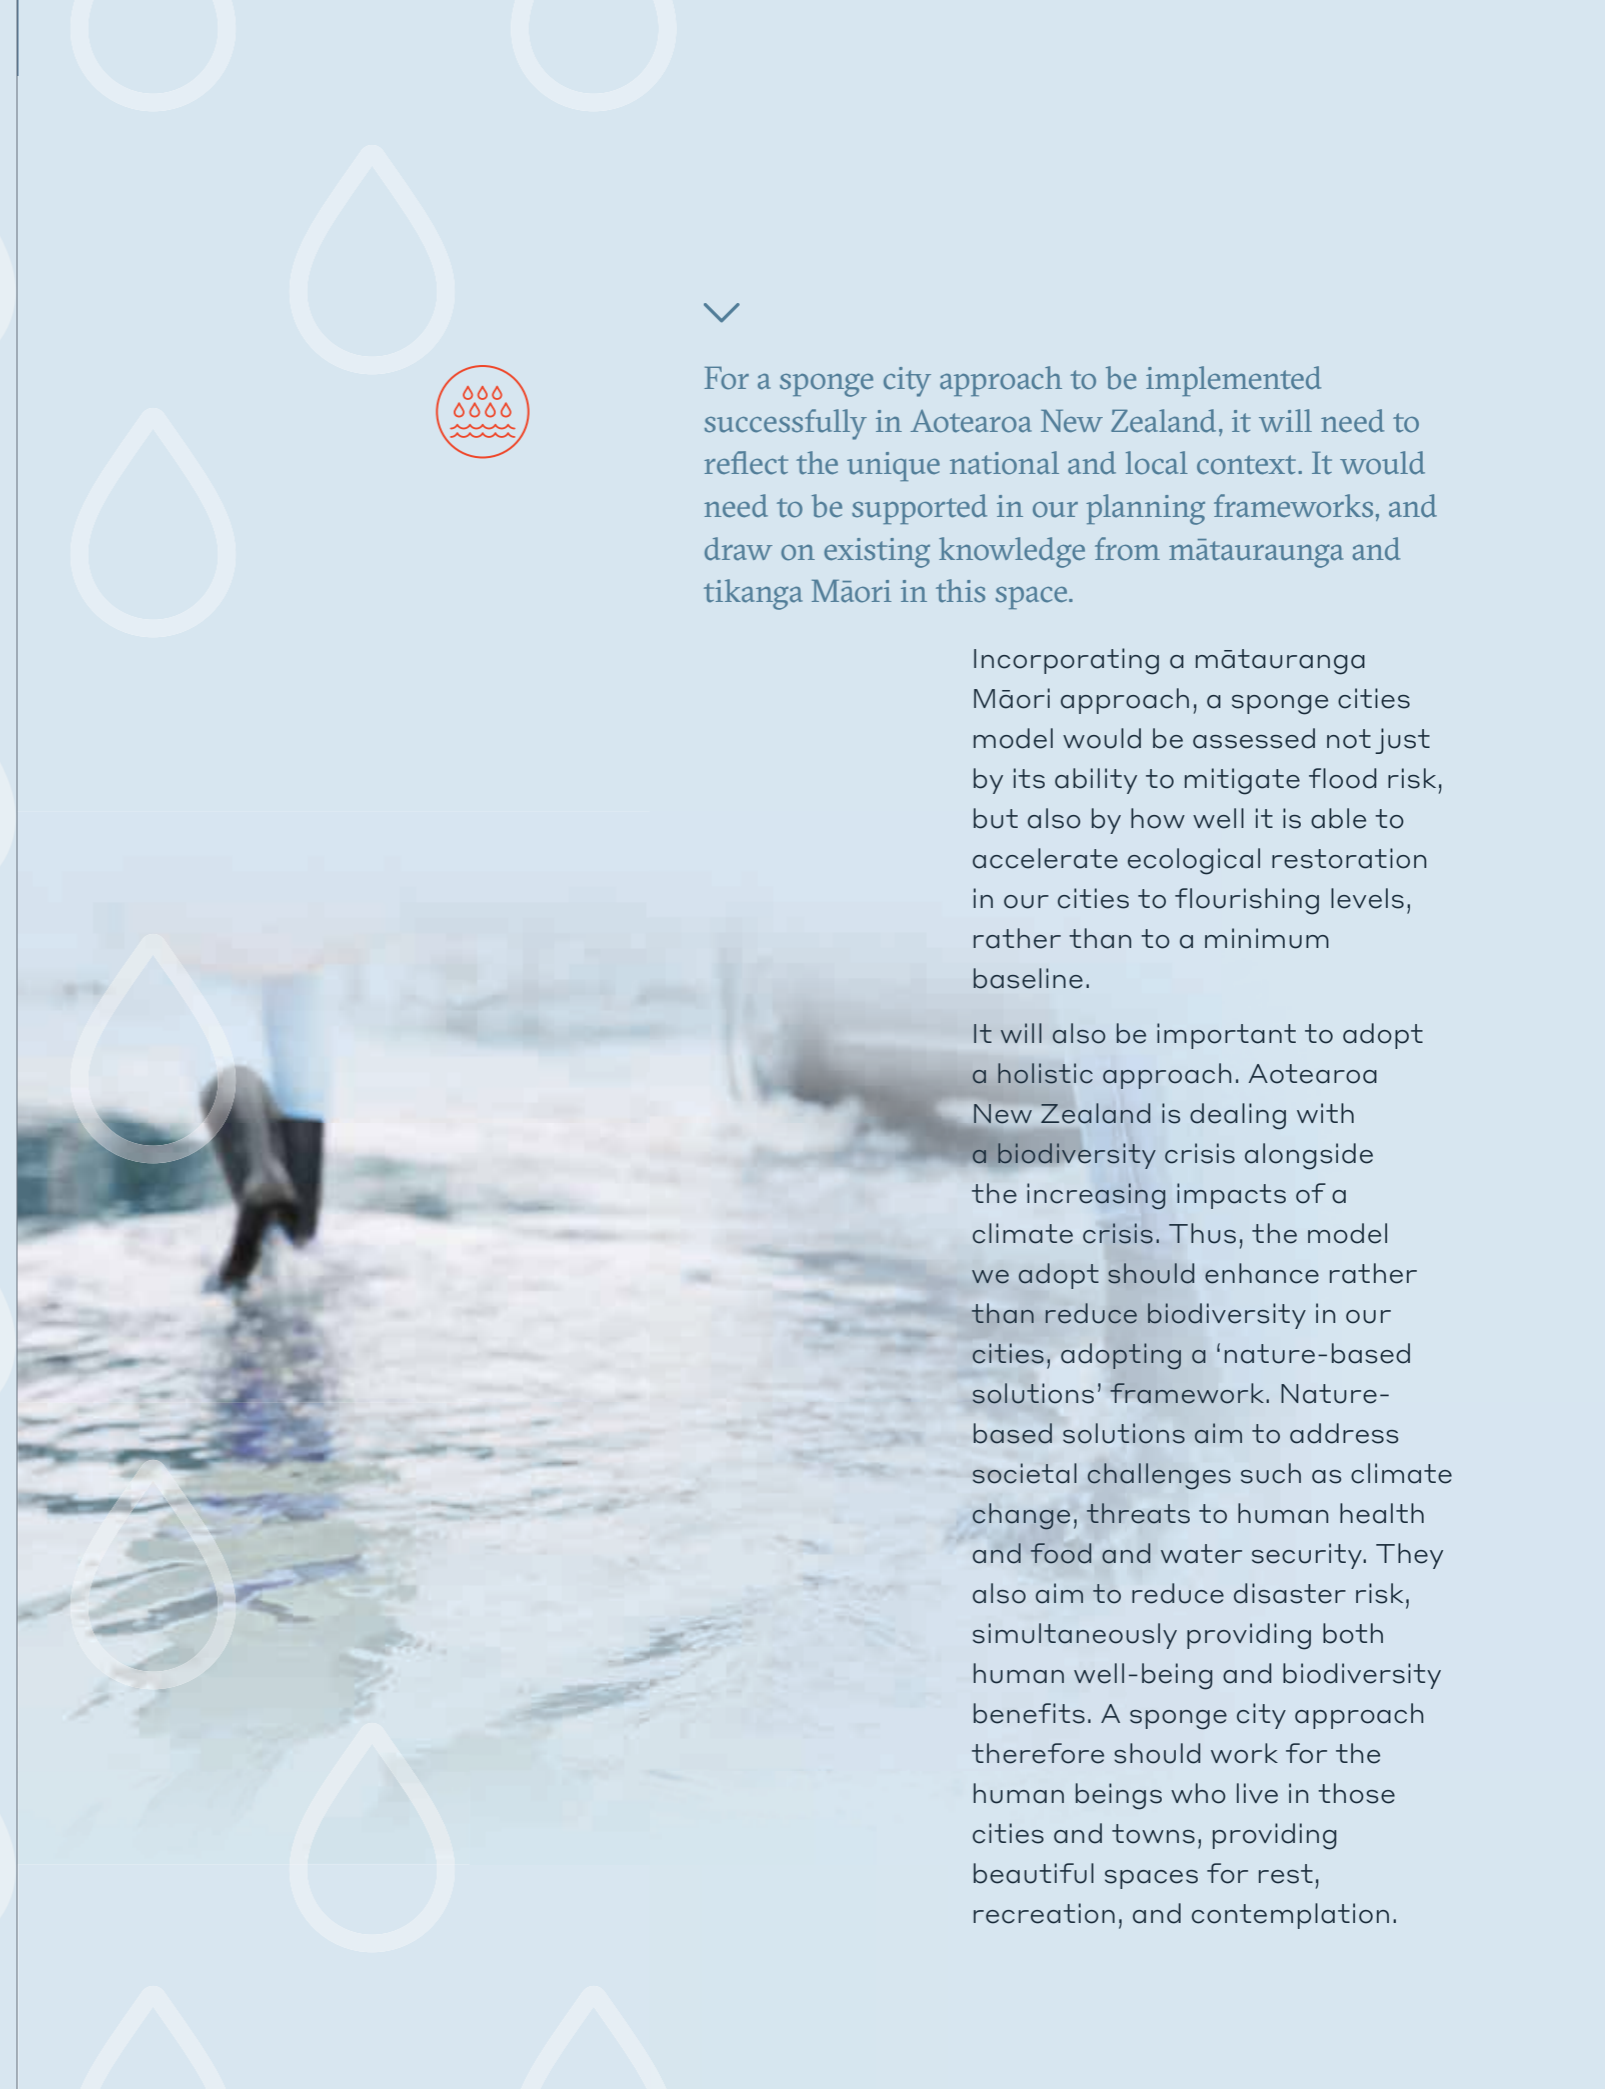 For a sponge city approach to be implemented
successfully in Aotearoa New Zealand, it will need to
reflect the unique national and local context. It would
need to be supported in our planning frameworks, and
draw on existing knowledge from mātauraunga and
tikanga Māori in this space.
Incorporating a mātauranga
Māori approach, a sponge cities
model would be assessed not just
by its ability to mitigate flood risk,
but also by how well it is able to
accelerate ecological restoration
in our cities to flourishing levels,
rather than to a minimum
baseline.
It will also be important to adopt
a holistic approach. Aotearoa
New Zealand is dealing with
a biodiversity crisis alongside
the increasing impacts of a
climate crisis. Thus, the model
we adopt should enhance rather
than reduce biodiversity in our
cities, adopting a ‘nature-based
solutions’ framework. Nature-
based solutions aim to address
societal challenges such as climate
change, threats to human health
and food and water security. They
also aim to reduce disaster risk,
simultaneously providing both
human well-being and biodiversity
benefits. A sponge city approach
therefore should work for the
human beings who live in those
cities and towns, providing
beautiful spaces for rest,
recreation, and contemplation.